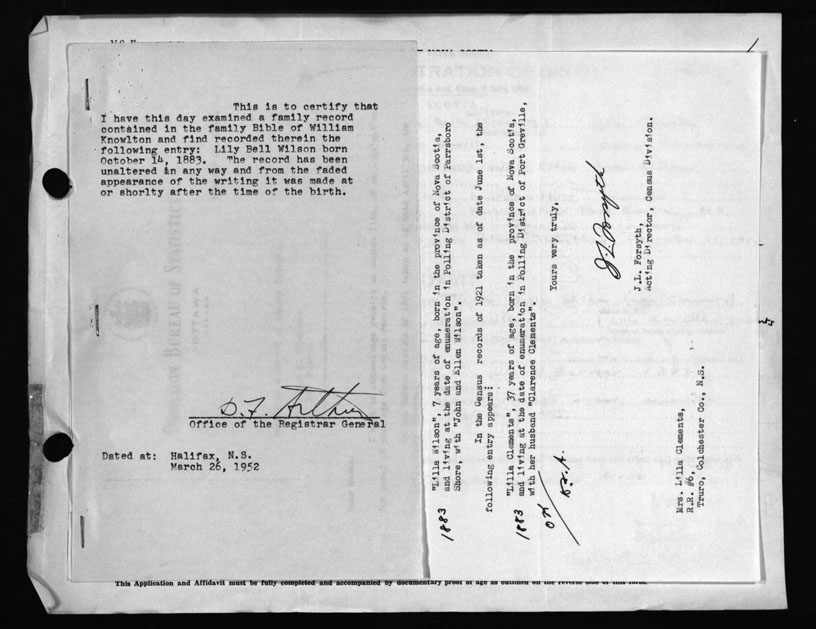 This is to certify that
I have this day examined a family record
contained in the family Bible of William
Knowlton and find recorded therein the
following entry: Lily Bell Wilson born
October 14, 1883. The record has been
unaltered in any way and from the faded
appearance of the writing it was made at
or shorlty after the time of the birth.
D.F. Arthur
Office of the Registrar General
Dated at: Halifax, N.S.
March 26, 1952
"Lilla Wilson", 7 years of age, born in the province of Nova Scotia,
and living at the date of enumeration in Polling District of Parrsboro
Shore, with "John and Ellen Wilson".
1883
In the Census records of 1921 taken as of date June 1st, the
following entry appears:
"Lilla Clements", 37 years of age, born in the province of Nova Scotia,
and living at the date of enumeration in Polling District of Port Greville,
with her husband "Clarence Clements".
1883
OK
Yours very truly,
J.L. Forsyth,
Acting Director, Census Division.
Mrs. Lilla Clements,
R.R. #6,
Truro, Colchester Co., N.S.
This Application and Affidavit must be fully completed and accompanied by documentary proof of age as outlined on the reverse side of this form.